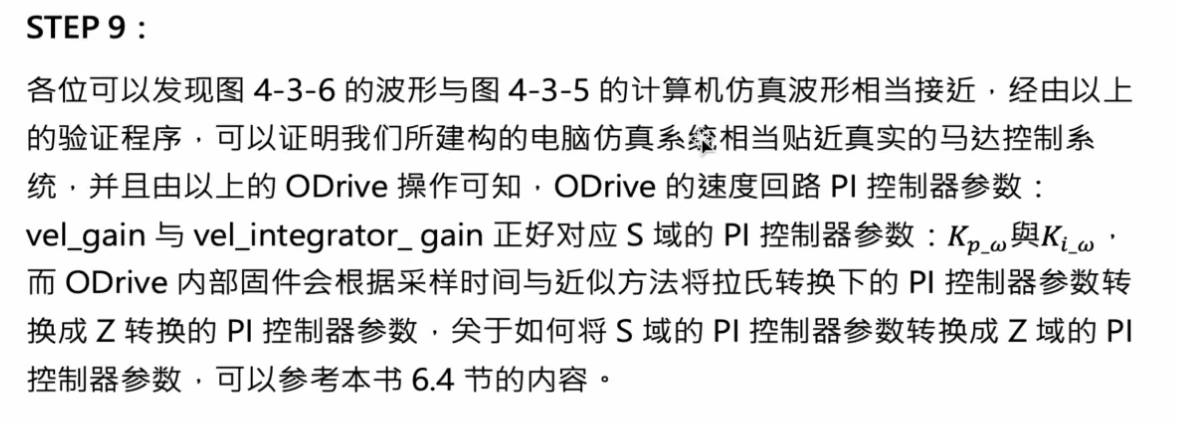 STEP 9：
各位可以发现图 4-3-6 的波形与图 4-3-5 的计算机仿真波形相当接近，经由以上
的验证程序，可以证明我们所建构的电脑仿真系统相当贴近真实的马达控制系
统，并且由以上的 ODrive 操作可知，ODrive 的速度回路 PI 控制器参数：
vel_gain 与 vel_integrator_ gain 正好对应 S 域的 PI 控制器参数：K_{p_ω}與K_{i_ω}，
而 ODrive 内部固件会根据采样时间与近似方法将拉氏转换下的 PI 控制器参数转
换成 Z 转换的 PI 控制器参数，关于如何将 S 域的 PI 控制器参数转换成 Z 域的 PI
控制器参数，可以参考本书 6.4 节的内容。